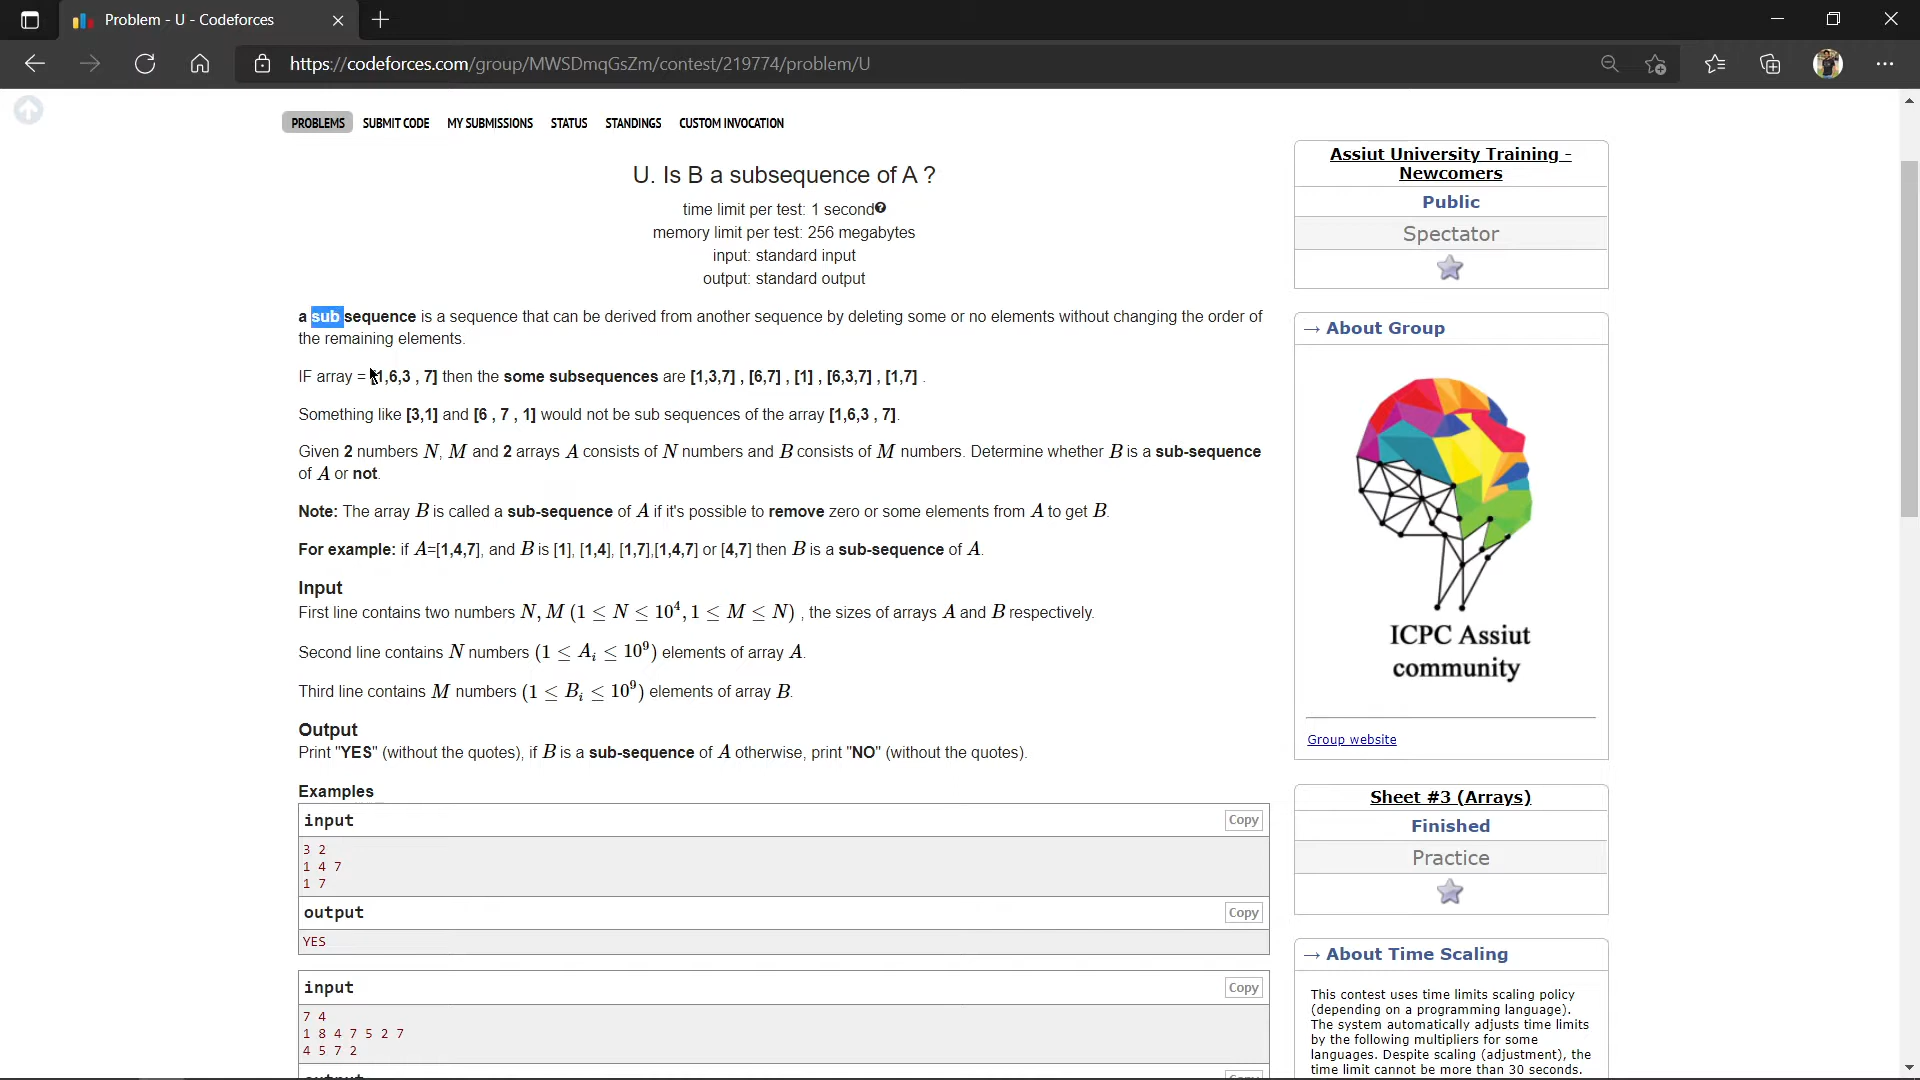 Problem - U - Codeforces
https://codeforces.com/group/MWSDmqGsZm/contest/219774/problem/U
PROBLEMS SUBMIT CODE MY SUBMISSIONS STATUS STANDINGS CUSTOM INVOCATION
U. Is B a subsequence of A ?
time limit per test: 1 second
memory limit per test: 256 megabytes
input: standard input
output: standard output
a sub sequence is a sequence that can be derived from another sequence by deleting some or no elements without changing the order of
the remaining elements.
IF array = [1,6,3 , 7] then the some subsequences are [1,3,7] , [6,7] , [1] , [6,3,7] , [1,7] .
Something like [3,1] and [6 , 7 , 1] would not be sub sequences of the array [1,6,3 , 7].
Given 2 numbers N, M and 2 arrays A consists of N numbers and B consists of M numbers. Determine whether B is a sub-sequence
of A or not.
Note: The array B is called a sub-sequence of A if it's possible to remove zero or some elements from A to get B.
For example: if A=[1,4,7], and B is [1], [1,4], [1,7],[1,4,7] or [4,7] then B is a sub-sequence of A.
Input
First line contains two numbers N, M (1 ≤ N ≤ 10⁴, 1 ≤ M ≤ N) , the sizes of arrays A and B respectively.
Second line contains N numbers (1 ≤ Aᵢ ≤ 10⁹) elements of array A.
Third line contains M numbers (1 ≤ Bᵢ ≤ 10⁹) elements of array B.
Output
Print "YES" (without the quotes), if B is a sub-sequence of A otherwise, print "NO" (without the quotes).
Examples
input Copy
3 2
1 4 7
1 7
output Copy
YES
input Copy
7 4
1 8 4 7 5 2 7
4 5 7 2
Assiut University Training -
Newcomers
Public
Spectator
→ About Group
ICPC Assiut
community
Group website
Sheet #3 (Arrays)
Finished
Practice
→ About Time Scaling
This contest uses time limits scaling policy
(depending on a programming language).
The system automatically adjusts time limits
by the following multipliers for some
languages. Despite scaling (adjustment), the
time limit cannot be more than 30 seconds.